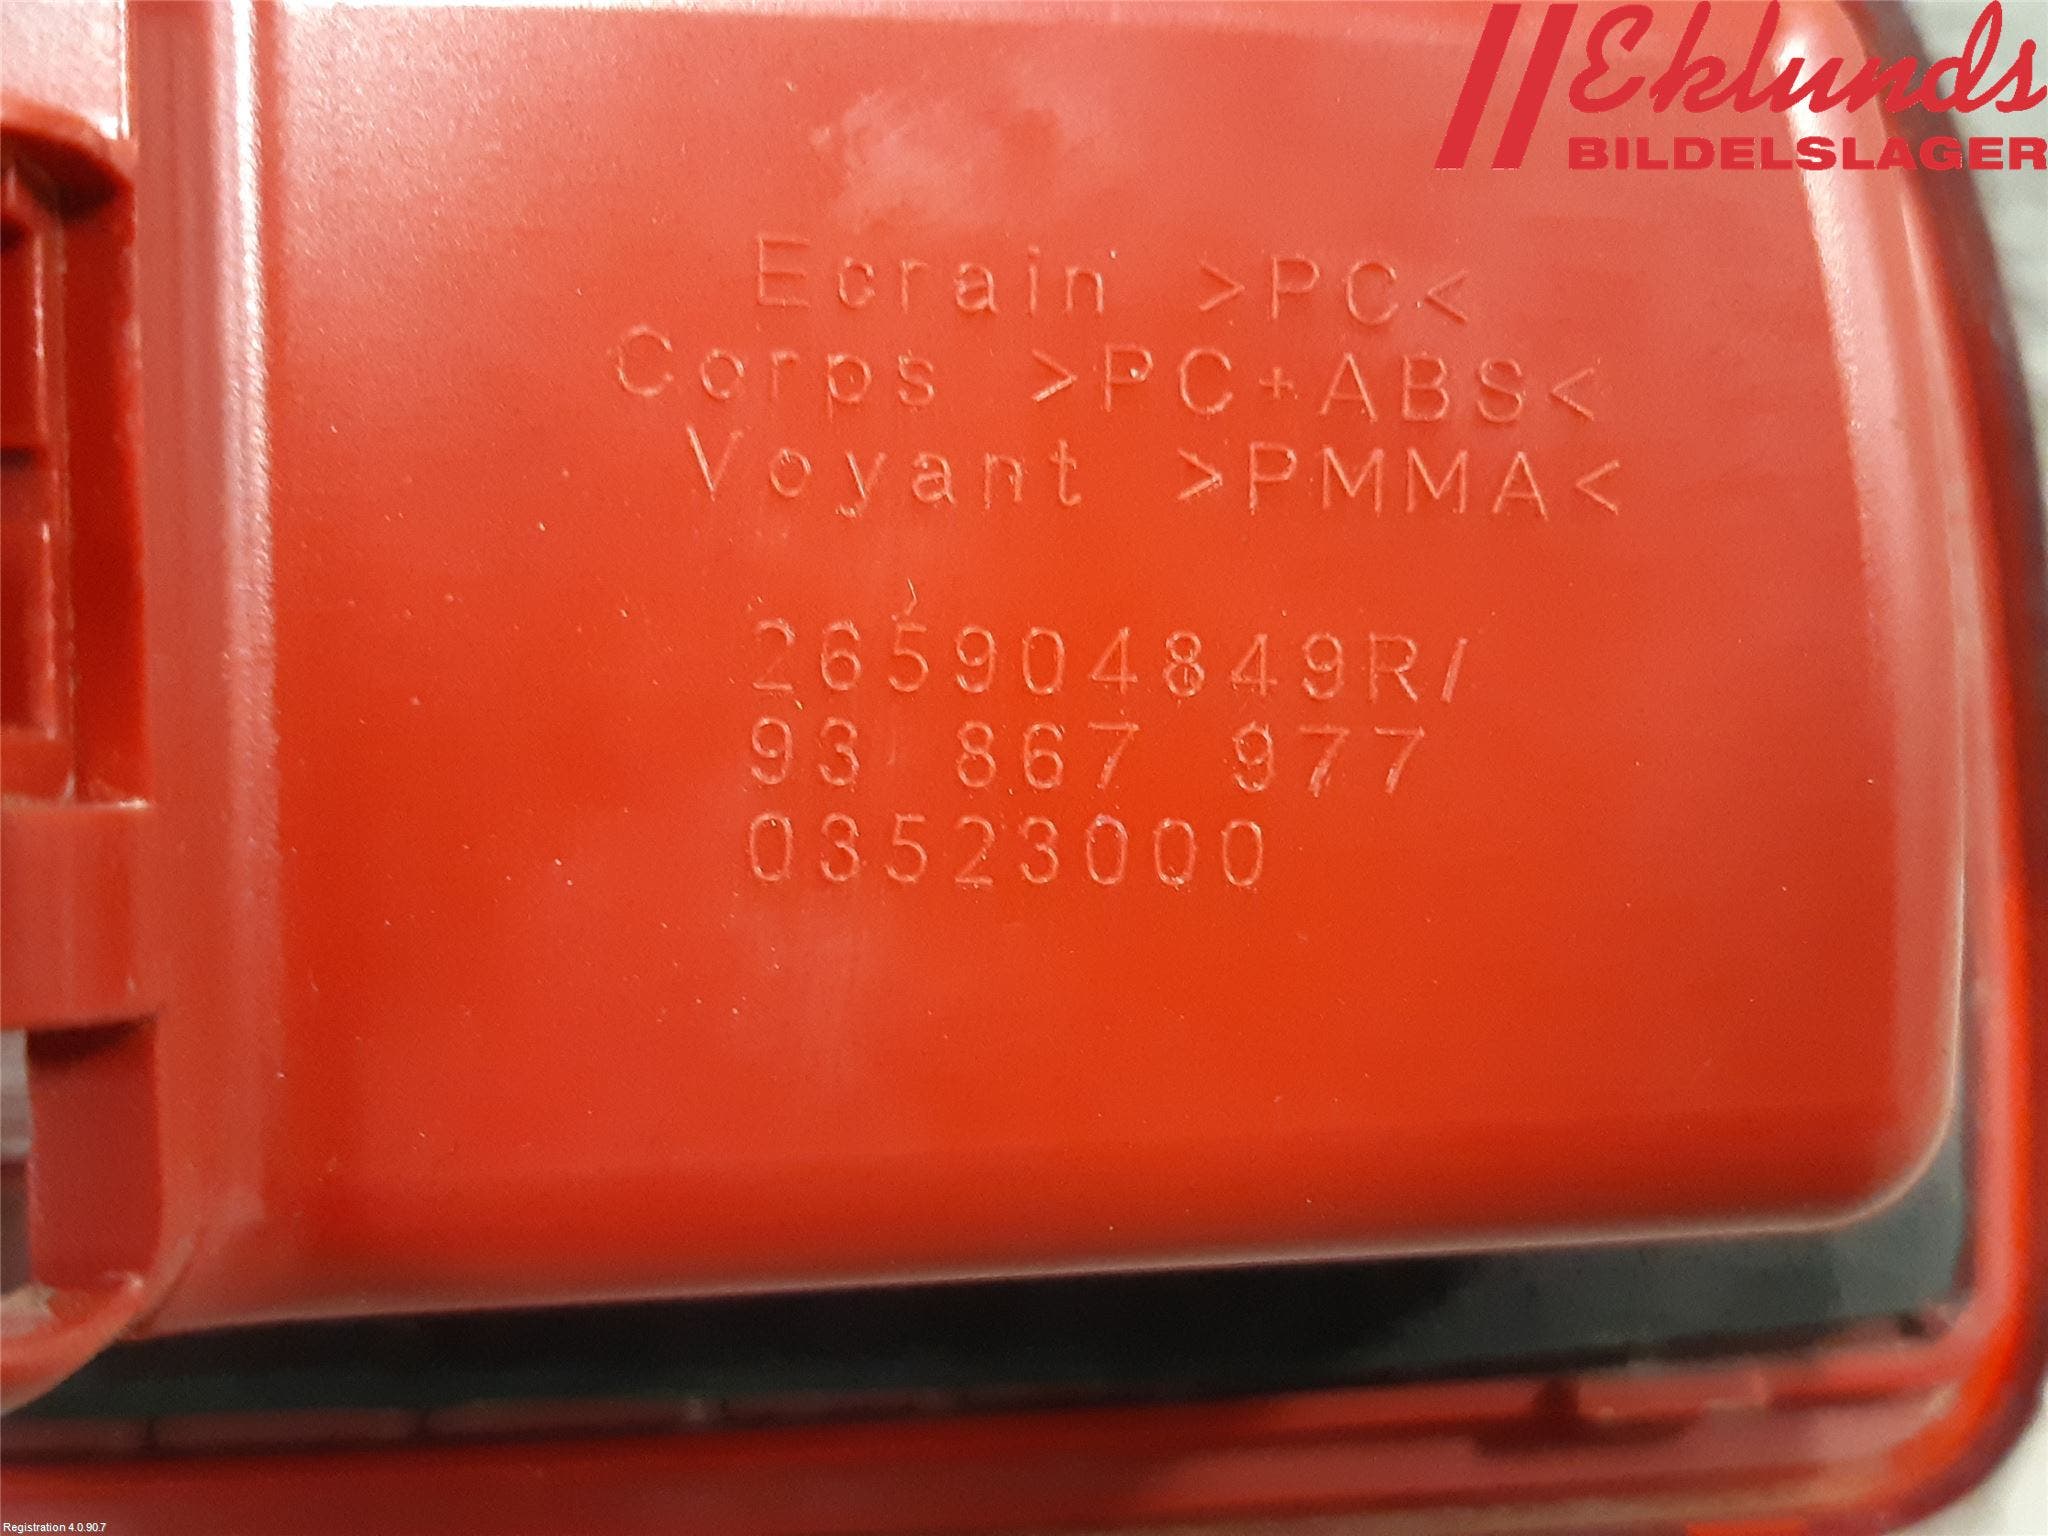 Eklunds
BILDELSLAGER
Ecrain >PC<
Corps >PC+ABS<
Voyant >PMMA<
265904849R/
93 867 977
03523000
Registration 4.0.90.7